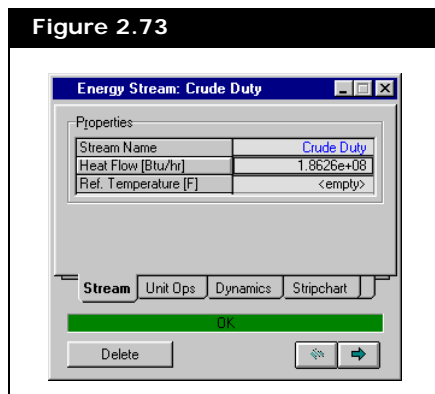 Figure 2.73
Energy Stream: Crude Duty
Properties
Stream Name Crude Duty
Heat Flow [Btu/hr] 1.8626e+08
Ref. Temperature [F] <empty>
Stream Unit Ops Dynamics Stripchart
OK
Delete